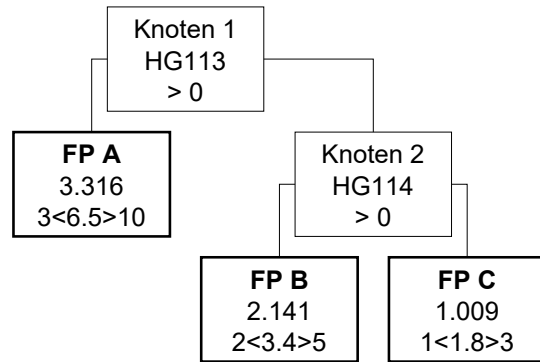 Knoten 1
HG113
> 0
FP A
3.316
3<6.5>10
Knoten 2
HG114
> 0
FP B
2.141
2<3.4>5
FP C
1.009
1<1.8>3